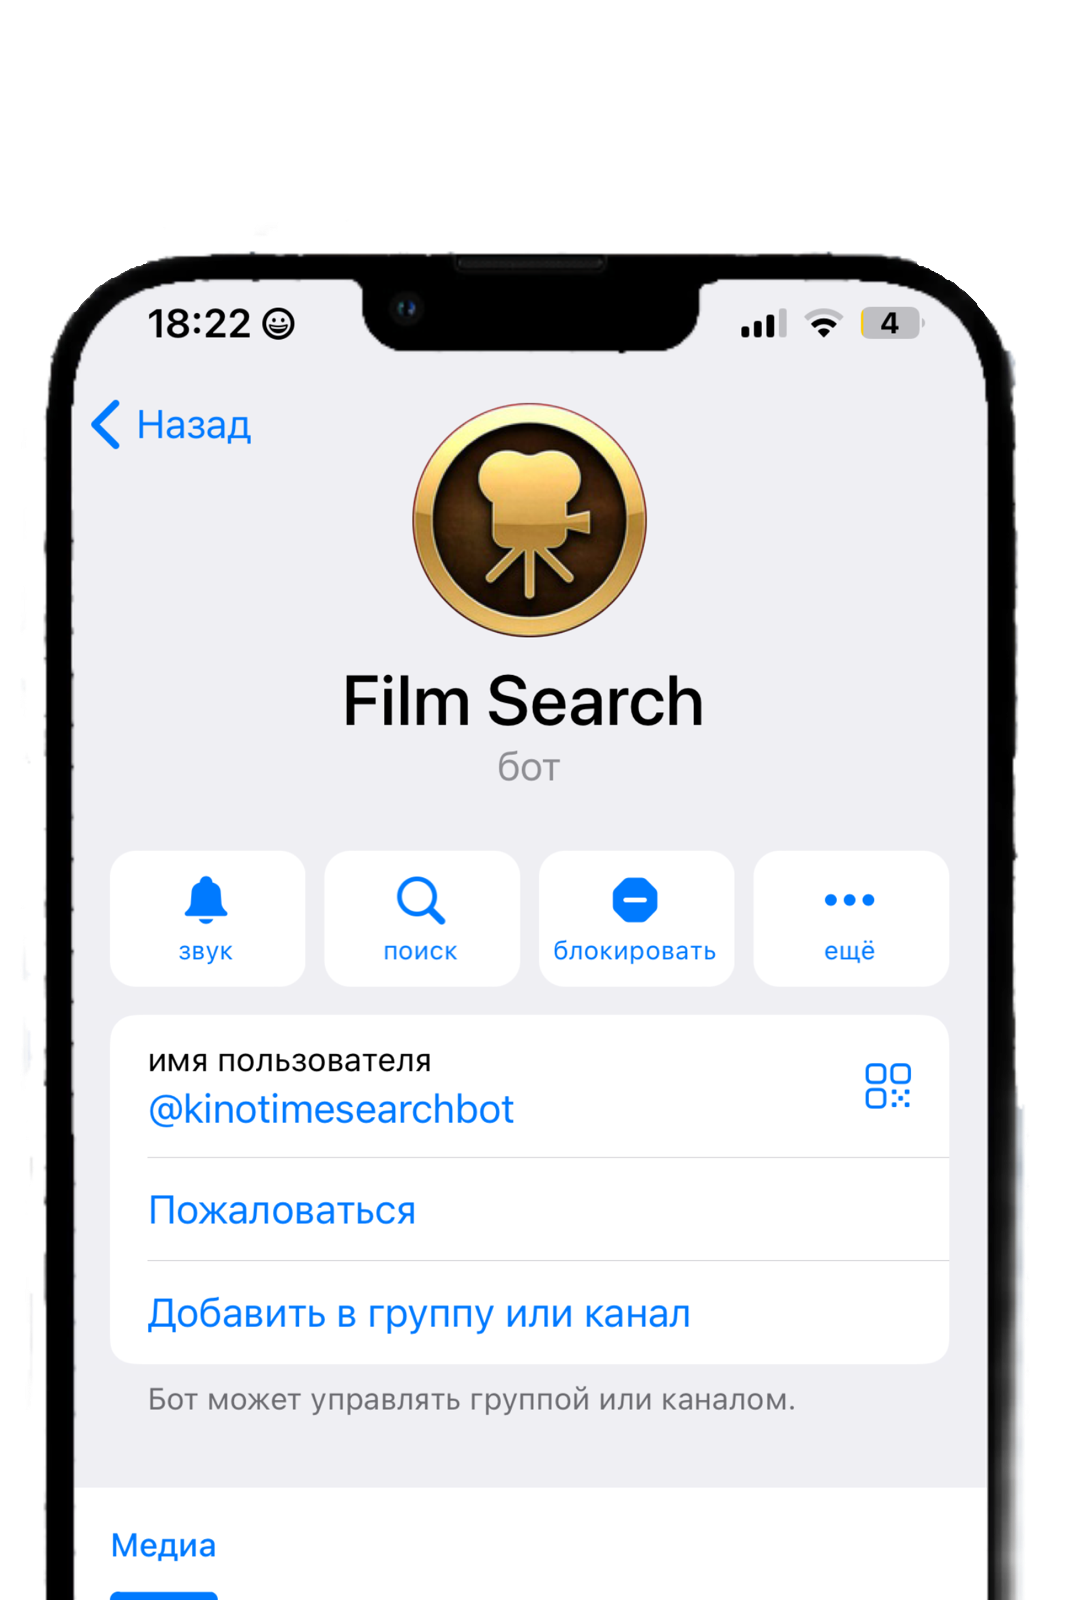 18:22
4
Назад
Film Search
бот
звук
поиск
блокировать
ещё
имя пользователя
@kinotimesearchbot
Пожаловаться
Добавить в группу или канал
Бот может управлять группой или каналом.
Медиа